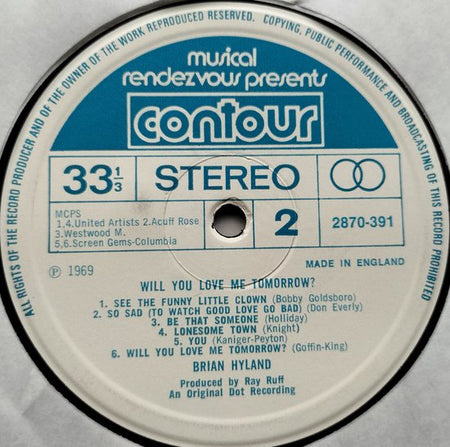 ALL RIGHTS OF THE RECORD PRODUCER AND OF THE OWNER OF THE WORK REPRODUCED RESERVED. COPYING, PUBLIC PERFORMANCE AND BROADCASTING OF THIS RECORD PROHIBITED
musical
rendezvous presents
contour
33 1/3 STEREO
MCPS
1,4.United Artists 2.Acuff Rose
3.Westwood M.
5,6.Screen Gems-Columbia
2 2870-391
℗ 1969 MADE IN ENGLAND
WILL YOU LOVE ME TOMORROW?
1. SEE THE FUNNY LITTLE CLOWN (Bobby Goldsboro)
2. SO SAD (TO WATCH GOOD LOVE GO BAD) (Don Everly)
3. BE THAT SOMEONE (Holliday)
4. LONESOME TOWN (Knight)
5. YOU (Kaniger-Peyton)
6. WILL YOU LOVE ME TOMORROW? (Goffin-King)
BRIAN HYLAND
Produced by Ray Ruff
An Original Dot Recording